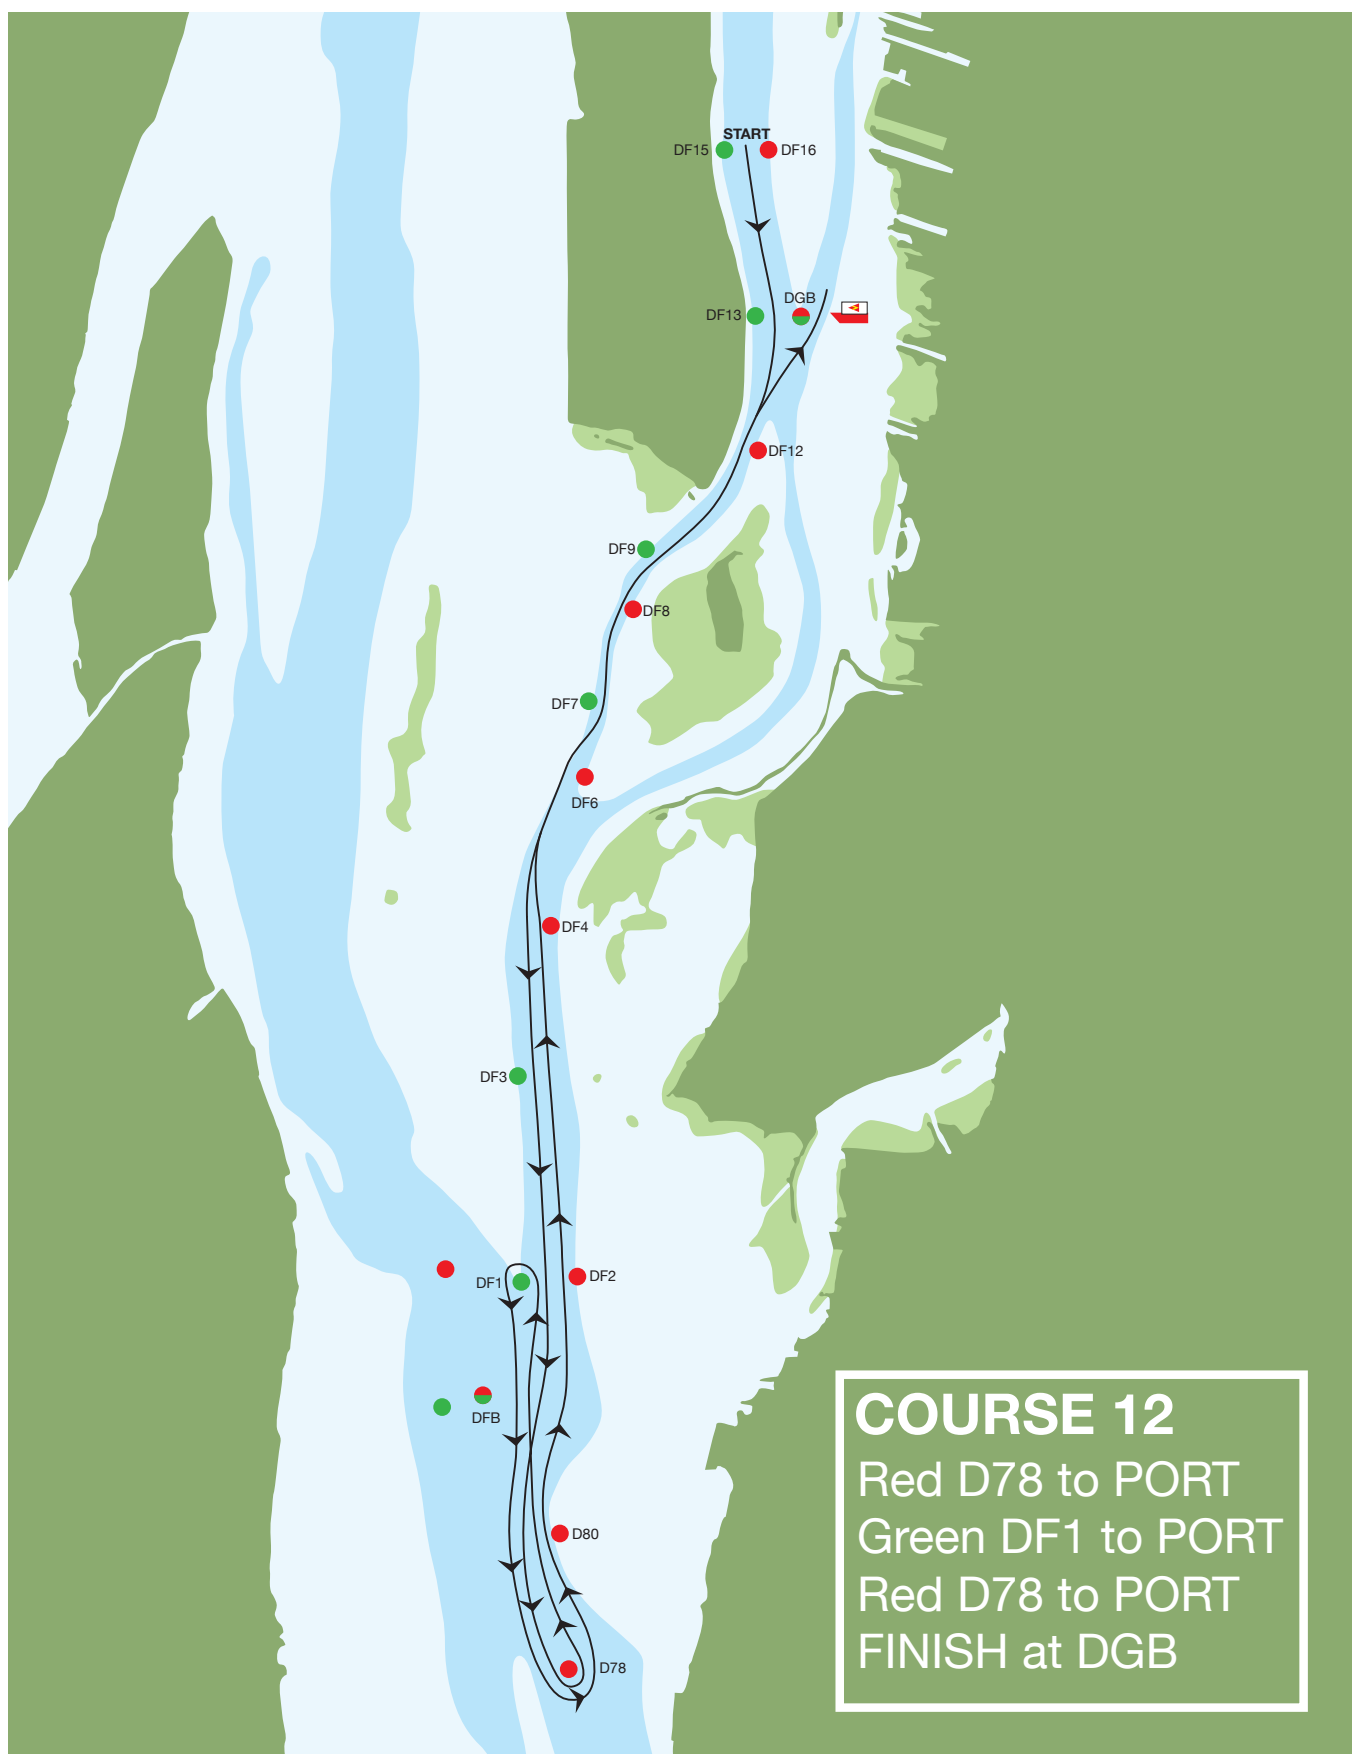 START
DF15
DF16
DGB
DF13
DF12
DF9
DF8
DF7
DF6
DF4
DF3
DF1
DF2
DFB
D80
D78
COURSE 12
Red D78 to PORT
Green DF1 to PORT
Red D78 to PORT
FINISH at DGB